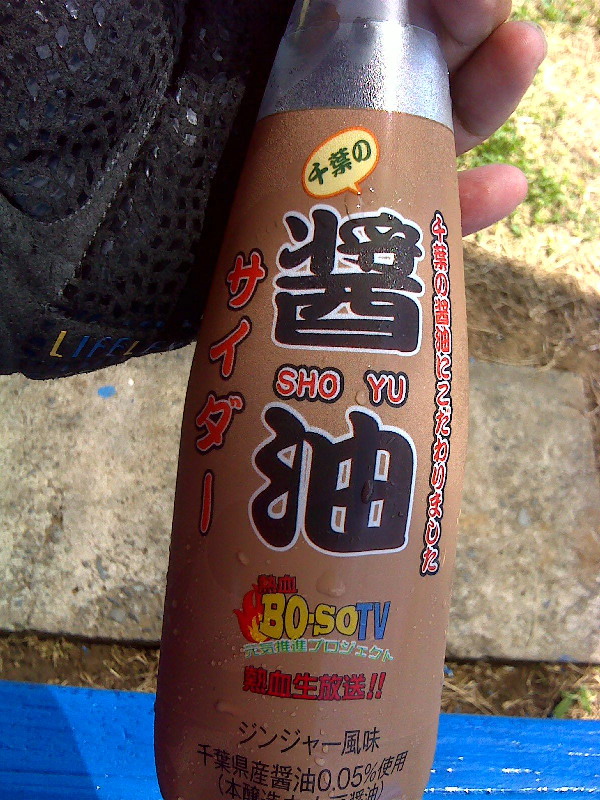 千葉の
醤油
SHO YU
サイダー
千葉の醤油にこだわりました
熱血
BO-SO TV
元気推進プロジェクト
熱血生放送!!
ジンジャー風味
千葉県産醤油0.05%使用